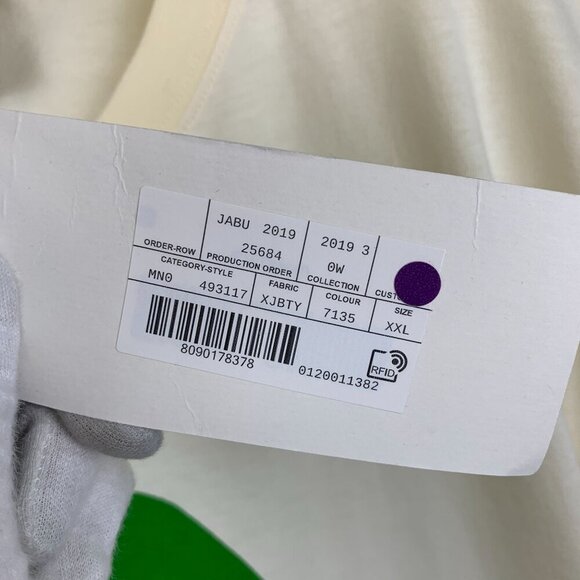 JABU 2019 2019 3
25684 0W
ORDER-ROW PRODUCTION ORDER COLLECTION
CATEGORY-STYLE FABRIC COLOUR SIZE
MN0 493117 XJBTY 7135 XXL
8090178378 0120011382
RFID